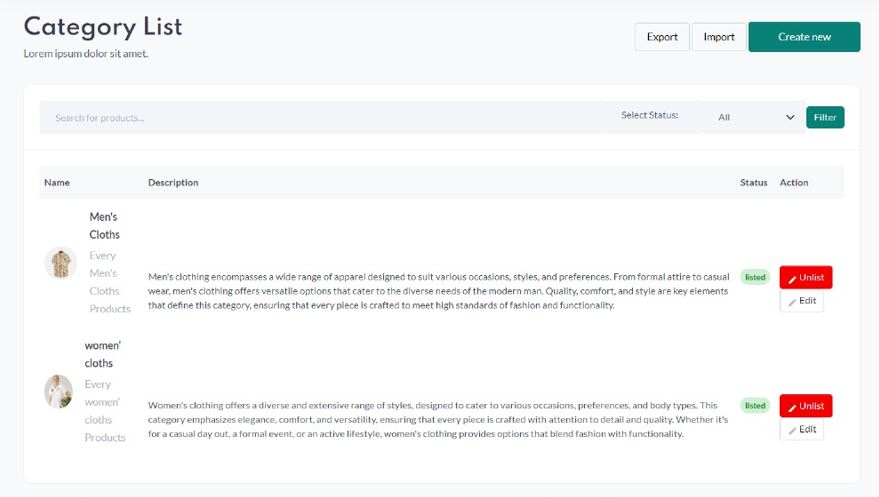 Category List
Lorem ipsum dolor sit amet.
Export
Import
Create new
Search for products...
Select Status:
All
Filter
Name
Description
Status
Action
Men's
Cloths
Every
Men's
Cloths
Products
Men's clothing encompasses a wide range of apparel designed to suit various occasions, styles, and preferences. From formal attire to casual
wear, men's clothing offers versatile options that cater to the diverse needs of the modern man. Quality, comfort, and style are key elements
that define this category, ensuring that every piece is crafted to meet high standards of fashion and functionality.
listed
Unlist
Edit
women'
cloths
Every
women'
cloths
Products
Women's clothing offers a diverse and extensive range of styles, designed to cater to various occasions, preferences, and body types. This
category emphasizes elegance, comfort, and versatility, ensuring that every piece is crafted with attention to detail and quality. Whether it's
for a casual day out, a formal event, or an active lifestyle, women's clothing provides options that blend fashion with functionality.
listed
Unlist
Edit